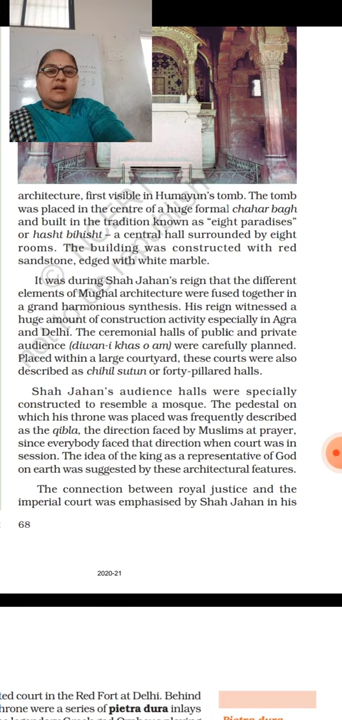 architecture, first visible in Humayun's tomb. The tomb
was placed in the centre of a huge formal chahar bagh
and built in the tradition known as "eight paradises"
or hasht bihisht – a central hall surrounded by eight
rooms. The building was constructed with red
sandstone, edged with white marble.
It was during Shah Jahan's reign that the different
elements of Mughal architecture were fused together in
a grand harmonious synthesis. His reign witnessed a
huge amount of construction activity especially in Agra
and Delhi. The ceremonial halls of public and private
audience (diwan-i khas o am) were carefully planned.
Placed within a large courtyard, these courts were also
described as chihil sutun or forty-pillared halls.
Shah Jahan's audience halls were specially
constructed to resemble a mosque. The pedestal on
which his throne was placed was frequently described
as the qibla, the direction faced by Muslims at prayer,
since everybody faced that direction when court was in
session. The idea of the king as a representative of God
on earth was suggested by these architectural features.
The connection between royal justice and the
imperial court was emphasised by Shah Jahan in his
68
2020-21
ted court in the Red Fort at Delhi. Behind
hrone were a series of pietra dura inlays